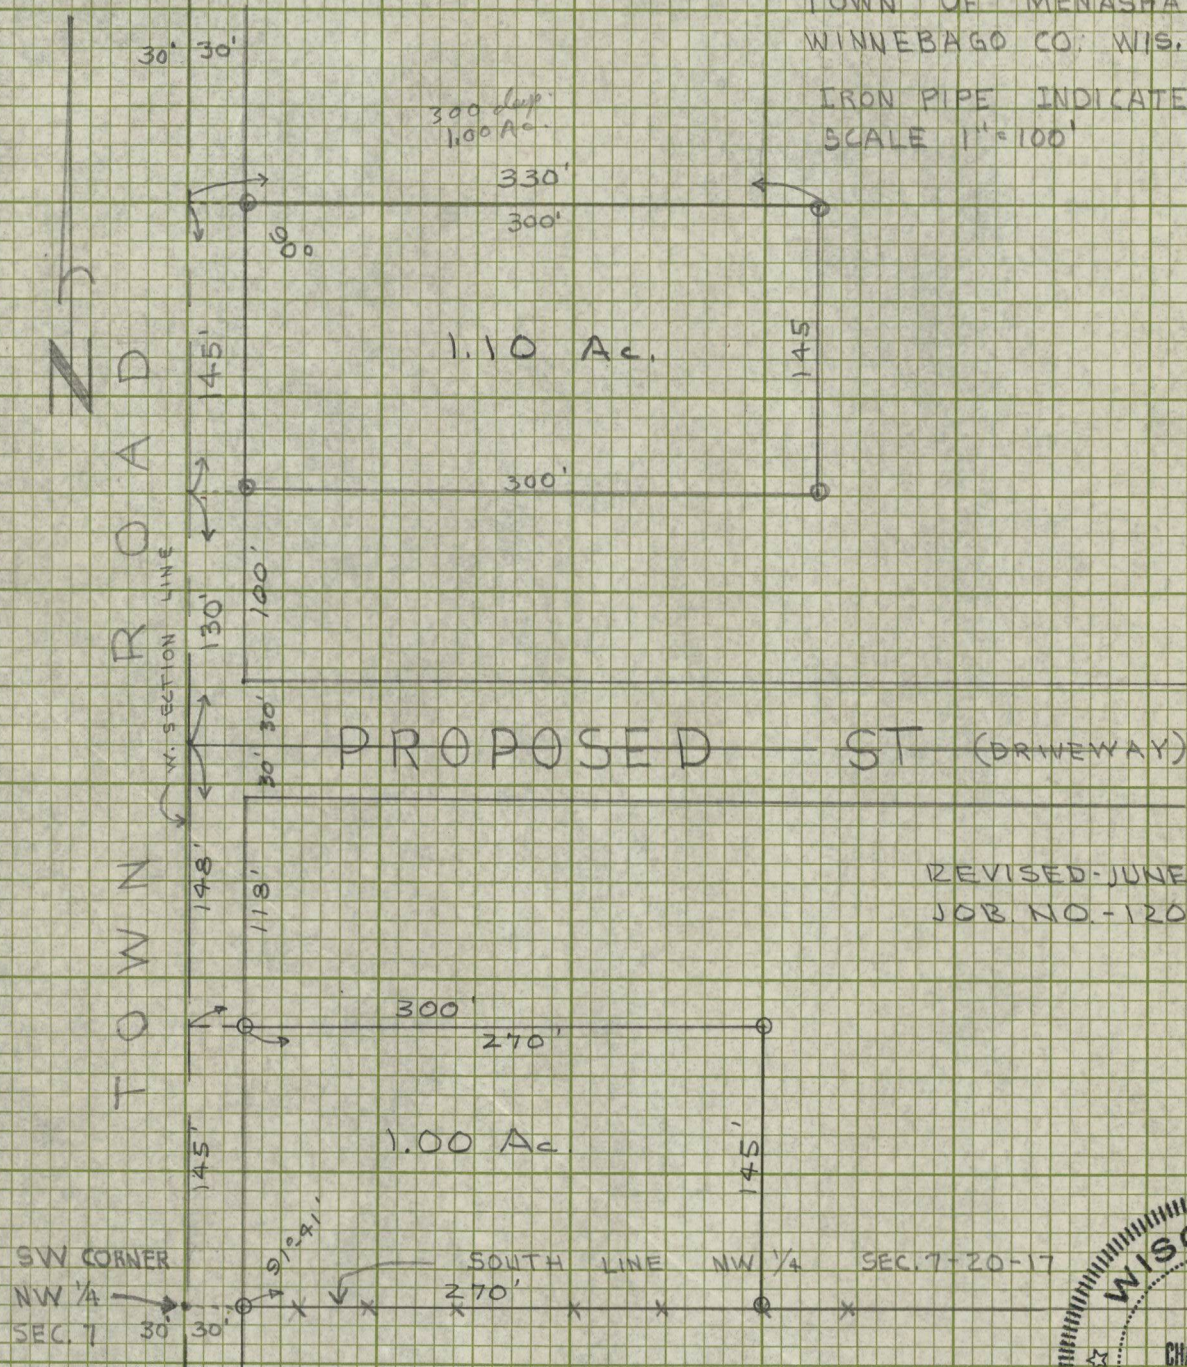 TOWN OF MENASHA
WINNEBAGO CO. WIS.
IRON PIPE INDICATE
SCALE 1"=100'
30' 30'
300 dup.
1.00 Ac.
330'
300'
90°
N
145'
1.10 Ac.
145
300'
TOWN ROAD
W. SECTION LINE
130'
100'
30'
30'
PROPOSED ST (DRIVEWAY)
148'
118'
REVISED-JUNE
JOB NO.-120
300'
270'
145'
1.00 Ac
145'
91°-41'
SW CORNER
NW 1/4
SEC. 7
30' 30'
SOUTH LINE NW 1/4 SEC. 7-20-17
270'
WISC
CH